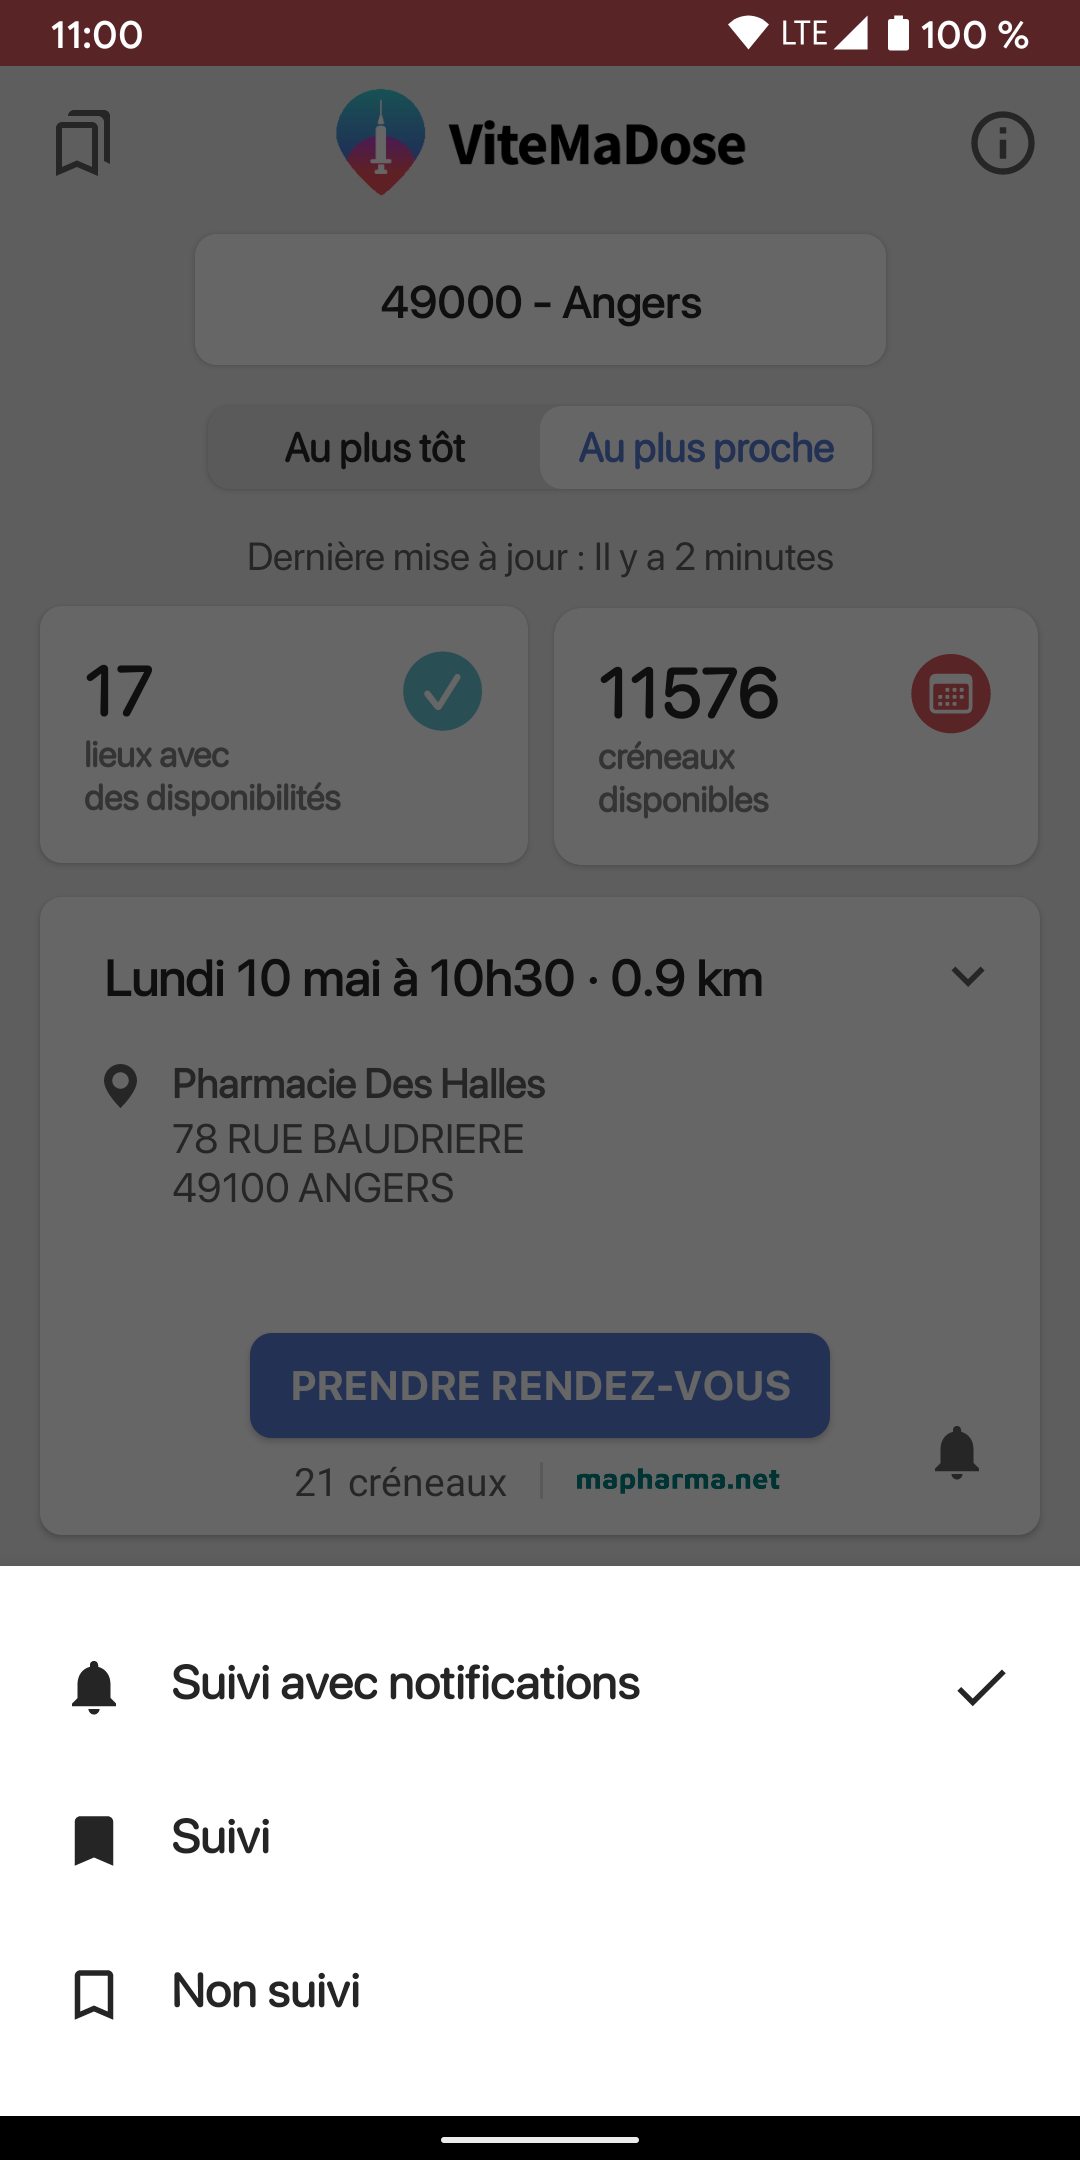 11:00
LTE
100 %
ViteMaDose
49000 - Angers
Au plus tôt
Au plus proche
Dernière mise à jour : Il y a 2 minutes
17
lieux avec
des disponibilités
11576
créneaux
disponibles
Lundi 10 mai à 10h30 · 0.9 km
Pharmacie Des Halles
78 RUE BAUDRIERE
49100 ANGERS
PRENDRE RENDEZ-VOUS
21 créneaux
mapharma.net
Suivi avec notifications
Suivi
Non suivi